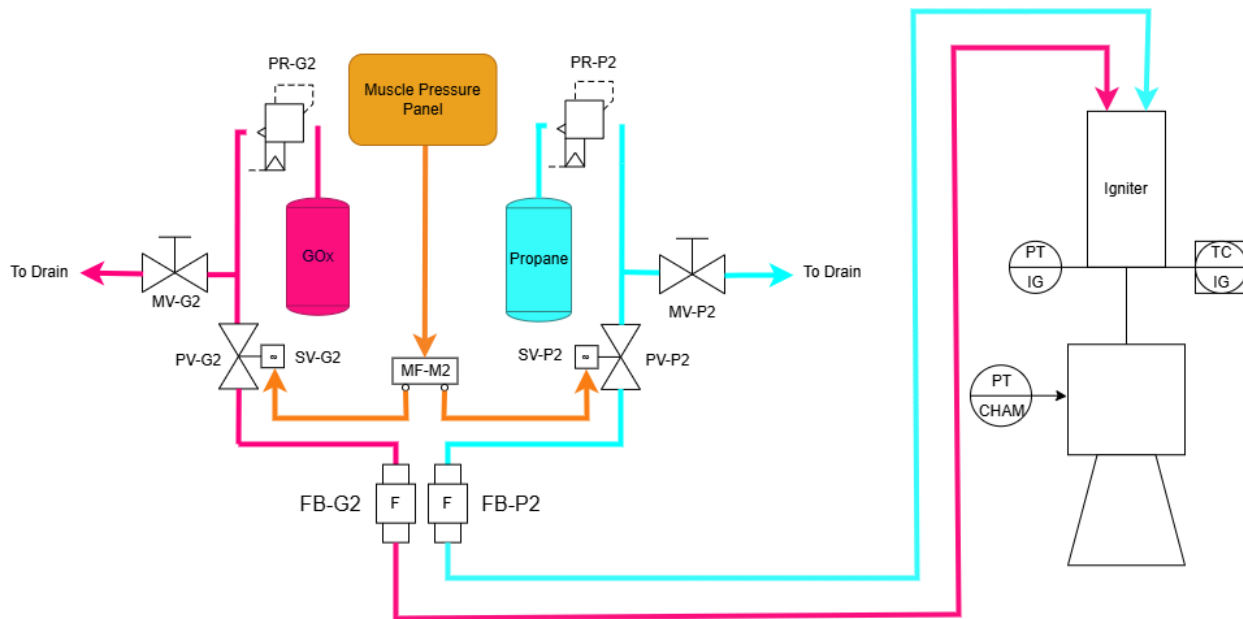 PR-G2
Muscle Pressure
Panel
PR-P2
Igniter
GOx
Propane
To Drain
MV-G2
MV-P2
To Drain
PT
IG
TC
IG
PV-G2
SV-G2
MF-M2
SV-P2
PV-P2
PT
CHAM
FB-G2
F
F
FB-P2